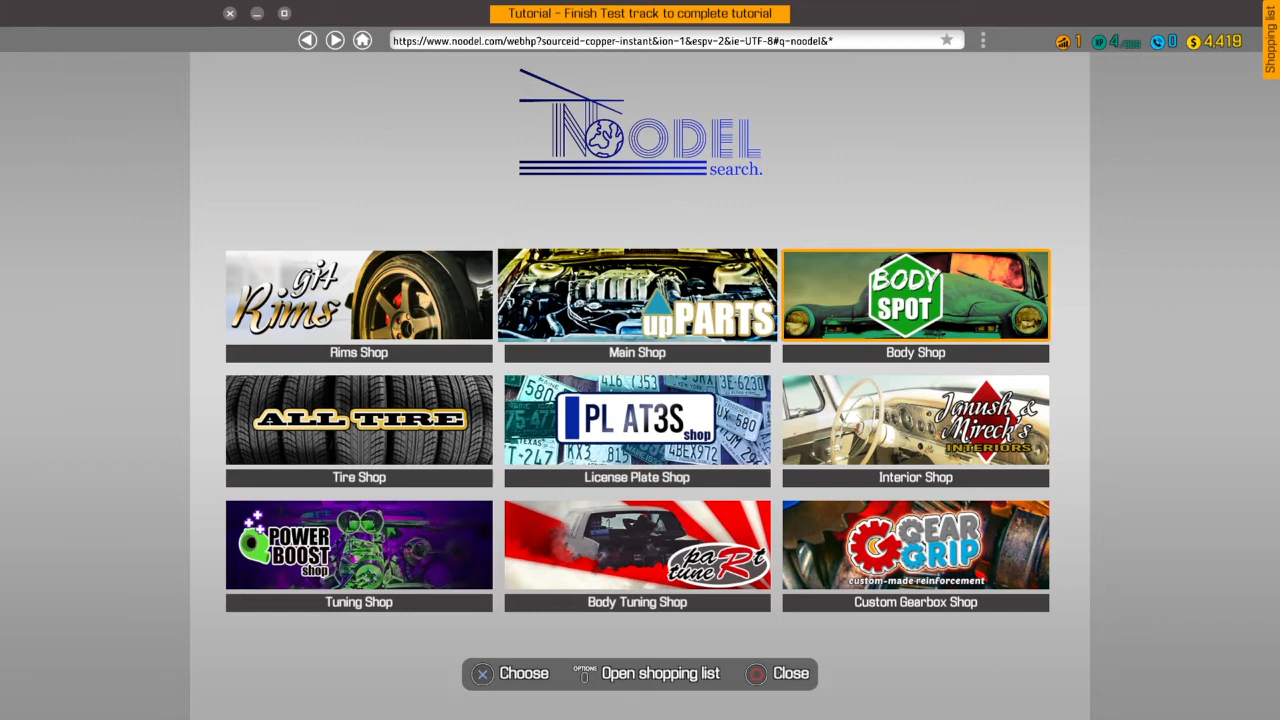 Tutorial - Finish Test track to complete tutorial
https://www.noodel.com/webhp?sourceid-copper-instant&ion-1&espv-2&ie-UTF-8#q-noodel&*
1
4
0
$ 4,419
Shopping list
NOODEL
search.
git
Rims
Rims Shop
upPARTS
Main Shop
BODY
SPOT
Body Shop
ALL TIRE
Tire Shop
PL AT3S
shop
License Plate Shop
Janush &
Mireck's
INTERIORS
Interior Shop
POWER
BOOST
shop
Tuning Shop
paRt
tune
Body Tuning Shop
GEAR
GRIP
custom-made reinforcement
Custom Gearbox Shop
Choose
OPTIONS
Open shopping list
Close